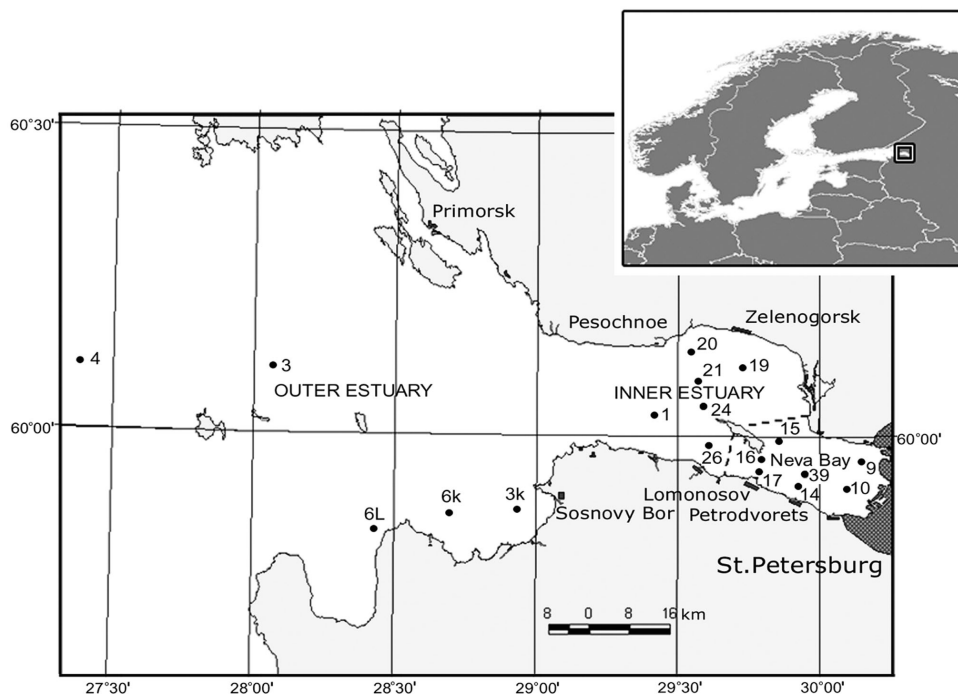 60°30'
Primorsk
Pesochnoe
Zelenogorsk
20
4
3
21
19
OUTER ESTUARY
INNER ESTUARY
1
24
15
60°00'
60°00'
26
16
Neva Bay
9
17
39
14
10
Lomonosov
Petrodvorets
3k
6k
6L
Sosnovy Bor
St.Petersburg
8 0 8 16 km
27°30'
28°00'
28°30'
29°00'
29°30'
30°00'